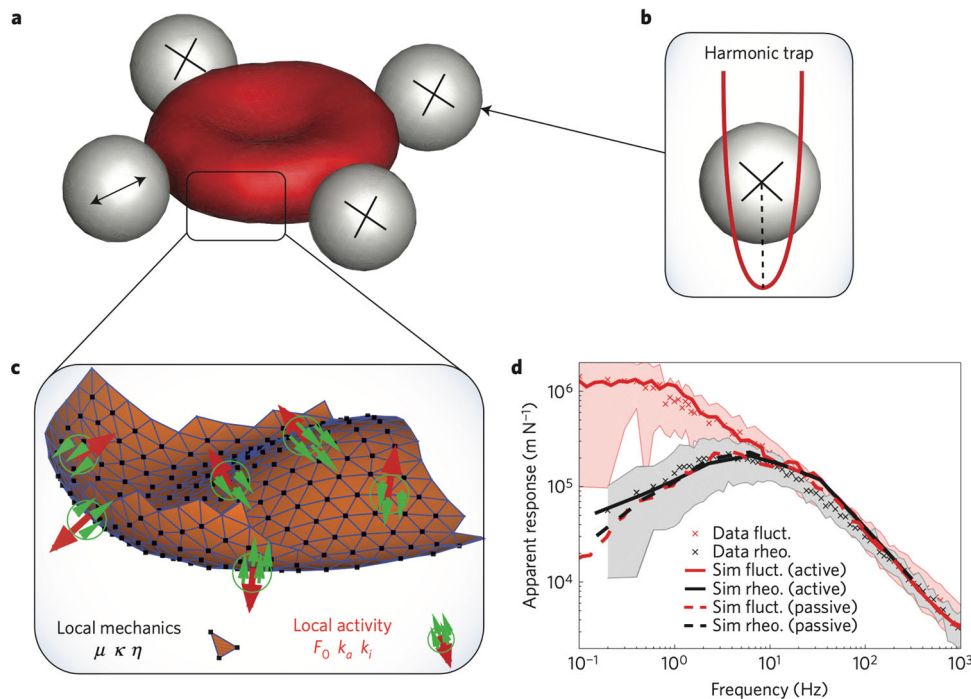 a
b
Harmonic trap
c
Local mechanics
μ κ η
Local activity
F₀ kₐ kᵢ
d
Apparent response (m N⁻¹)
10⁶
10⁵
10⁴
Data fluct.
Data rheo.
Sim fluct. (active)
Sim rheo. (active)
Sim fluct. (passive)
Sim rheo. (passive)
10⁻¹ 10⁰ 10¹ 10² 10³
Frequency (Hz)